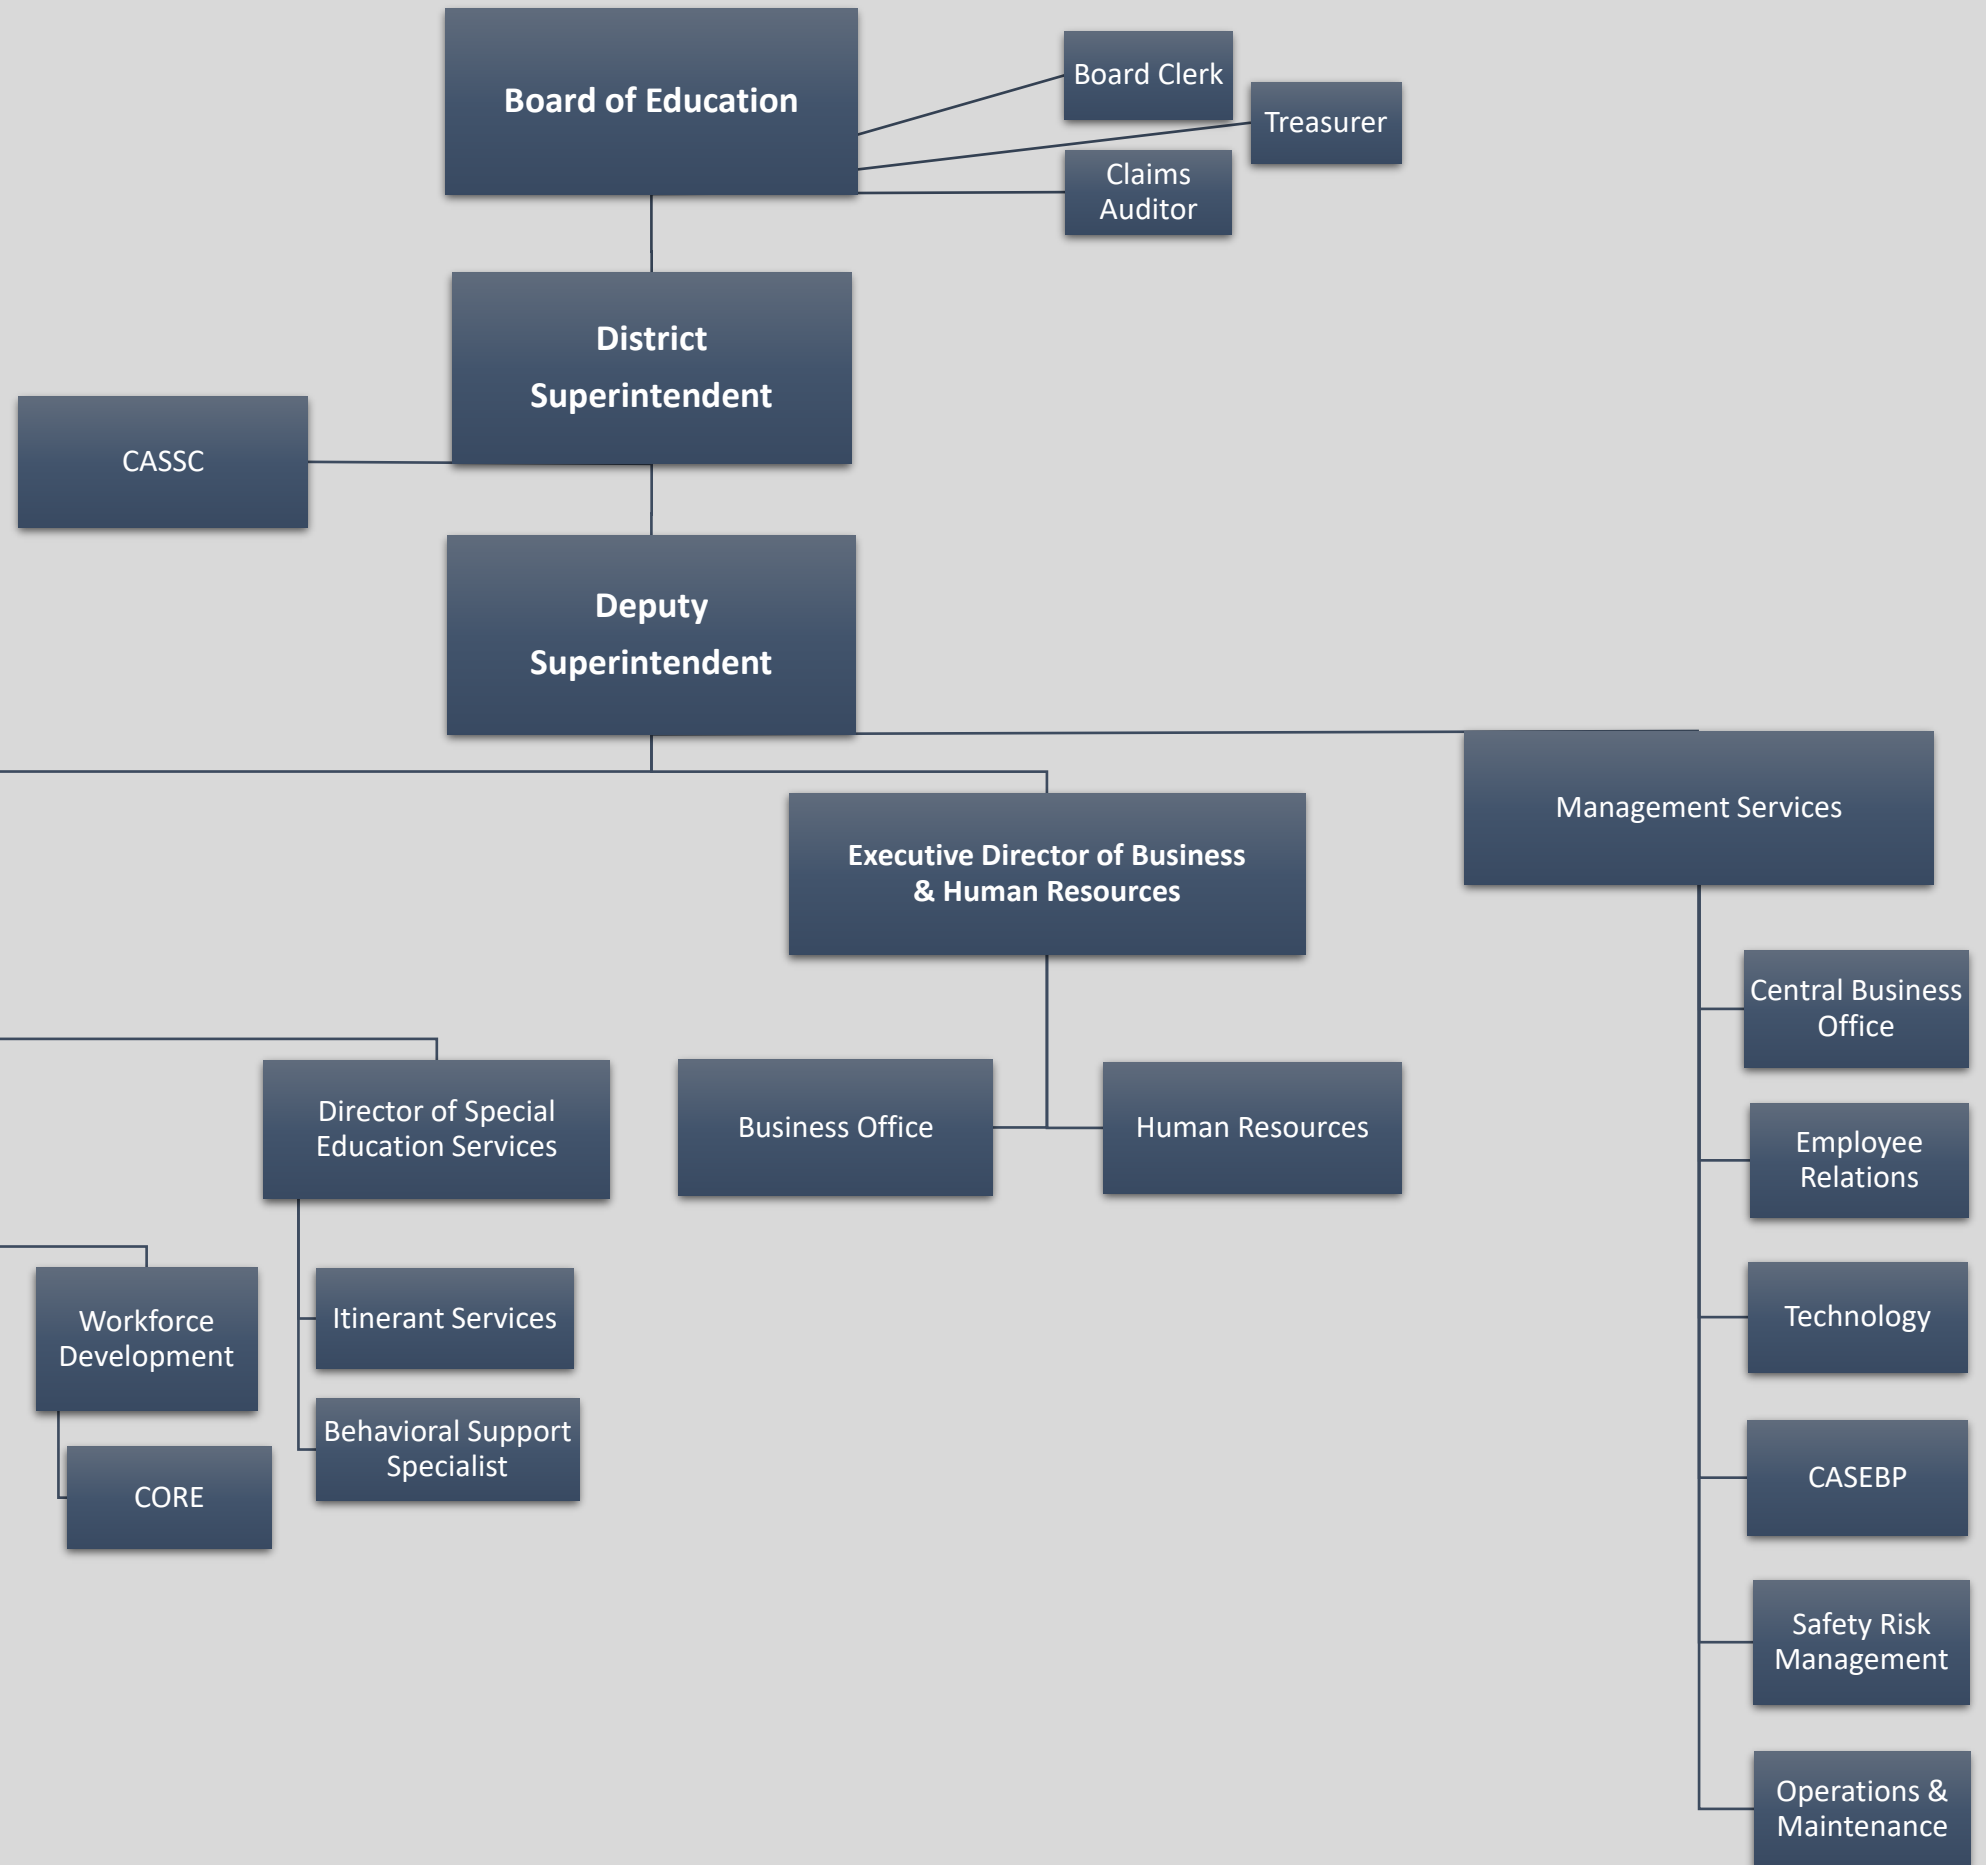 Board of Education
Board Clerk
Treasurer
Claims
Auditor
District
Superintendent
CASSC
Deputy
Superintendent
Management Services
Executive Director of Business
& Human Resources
Central Business
Office
Director of Special
Education Services
Business Office
Human Resources
Employee
Relations
Workforce
Development
Itinerant Services
Technology
Behavioral Support
Specialist
CORE
CASEBP
Safety Risk
Management
Operations &
Maintenance